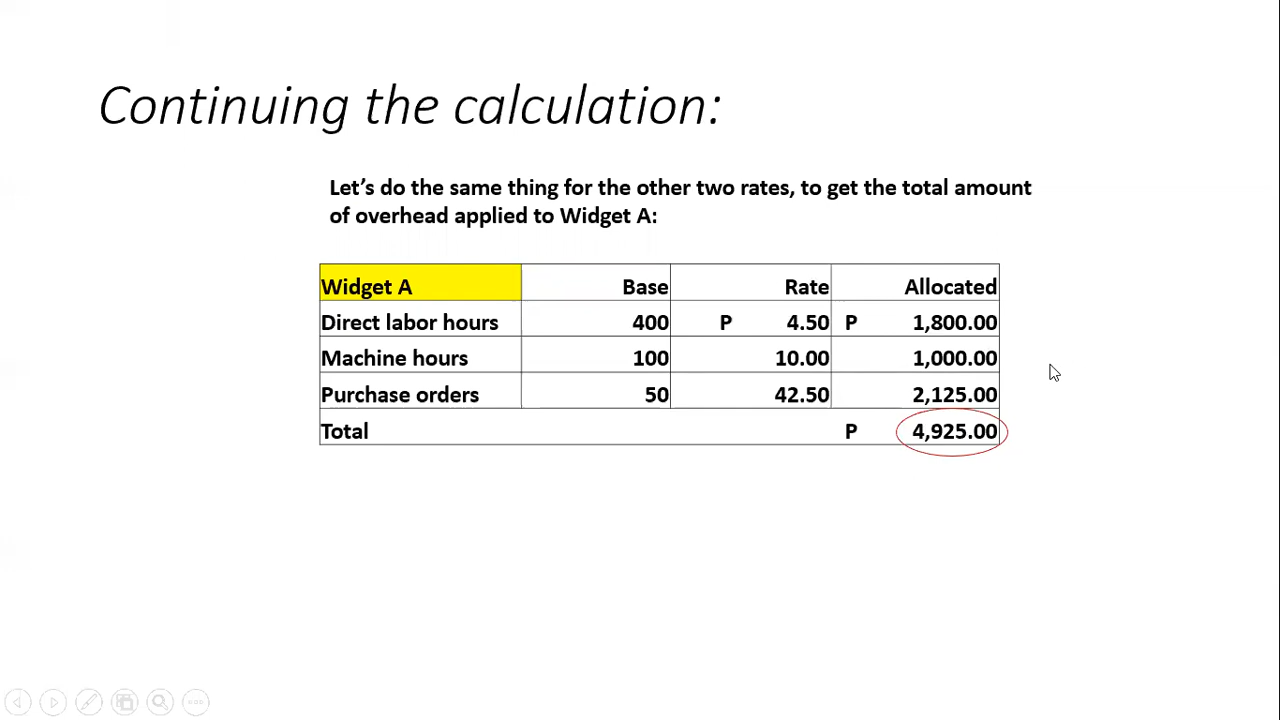 Continuing the calculation:
Let’s do the same thing for the other two rates, to get the total amount
of overhead applied to Widget A:
Widget A Base Rate Allocated
Direct labor hours 400 P 4.50 P 1,800.00
Machine hours 100 10.00 1,000.00
Purchase orders 50 42.50 2,125.00
Total P 4,925.00